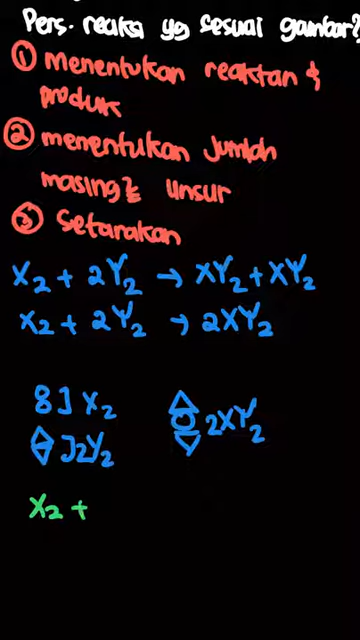 Pers. reaksi yg sesuai gambar?
① menentukan reaktan &
produk
② menentukan jumlah
masing2 unsur
③ Setarakan
X₂ + 2Y₂ → XY₂ + XY₂
X₂ + 2Y₂ → 2XY₂
8] X₂
2XY₂
]2Y₂
X₂ +